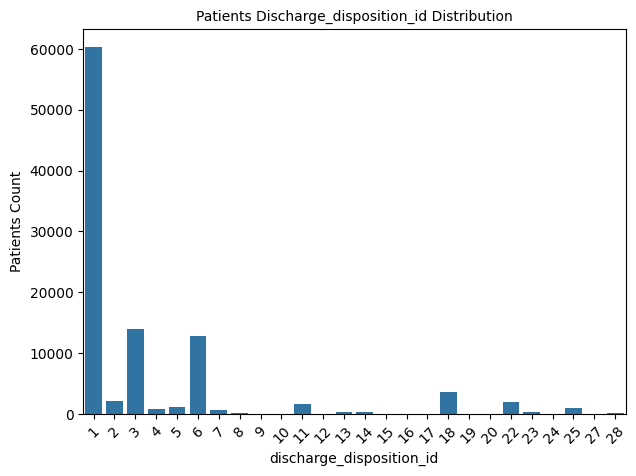 Patients Discharge_disposition_id Distribution
60000
50000
40000
30000
20000
10000
0
Patients Count
1 2 3 4 5 6 7 8 9 10 11 12 13 14 15 16 17 18 19 20 22 23 24 25 27 28
discharge_disposition_id